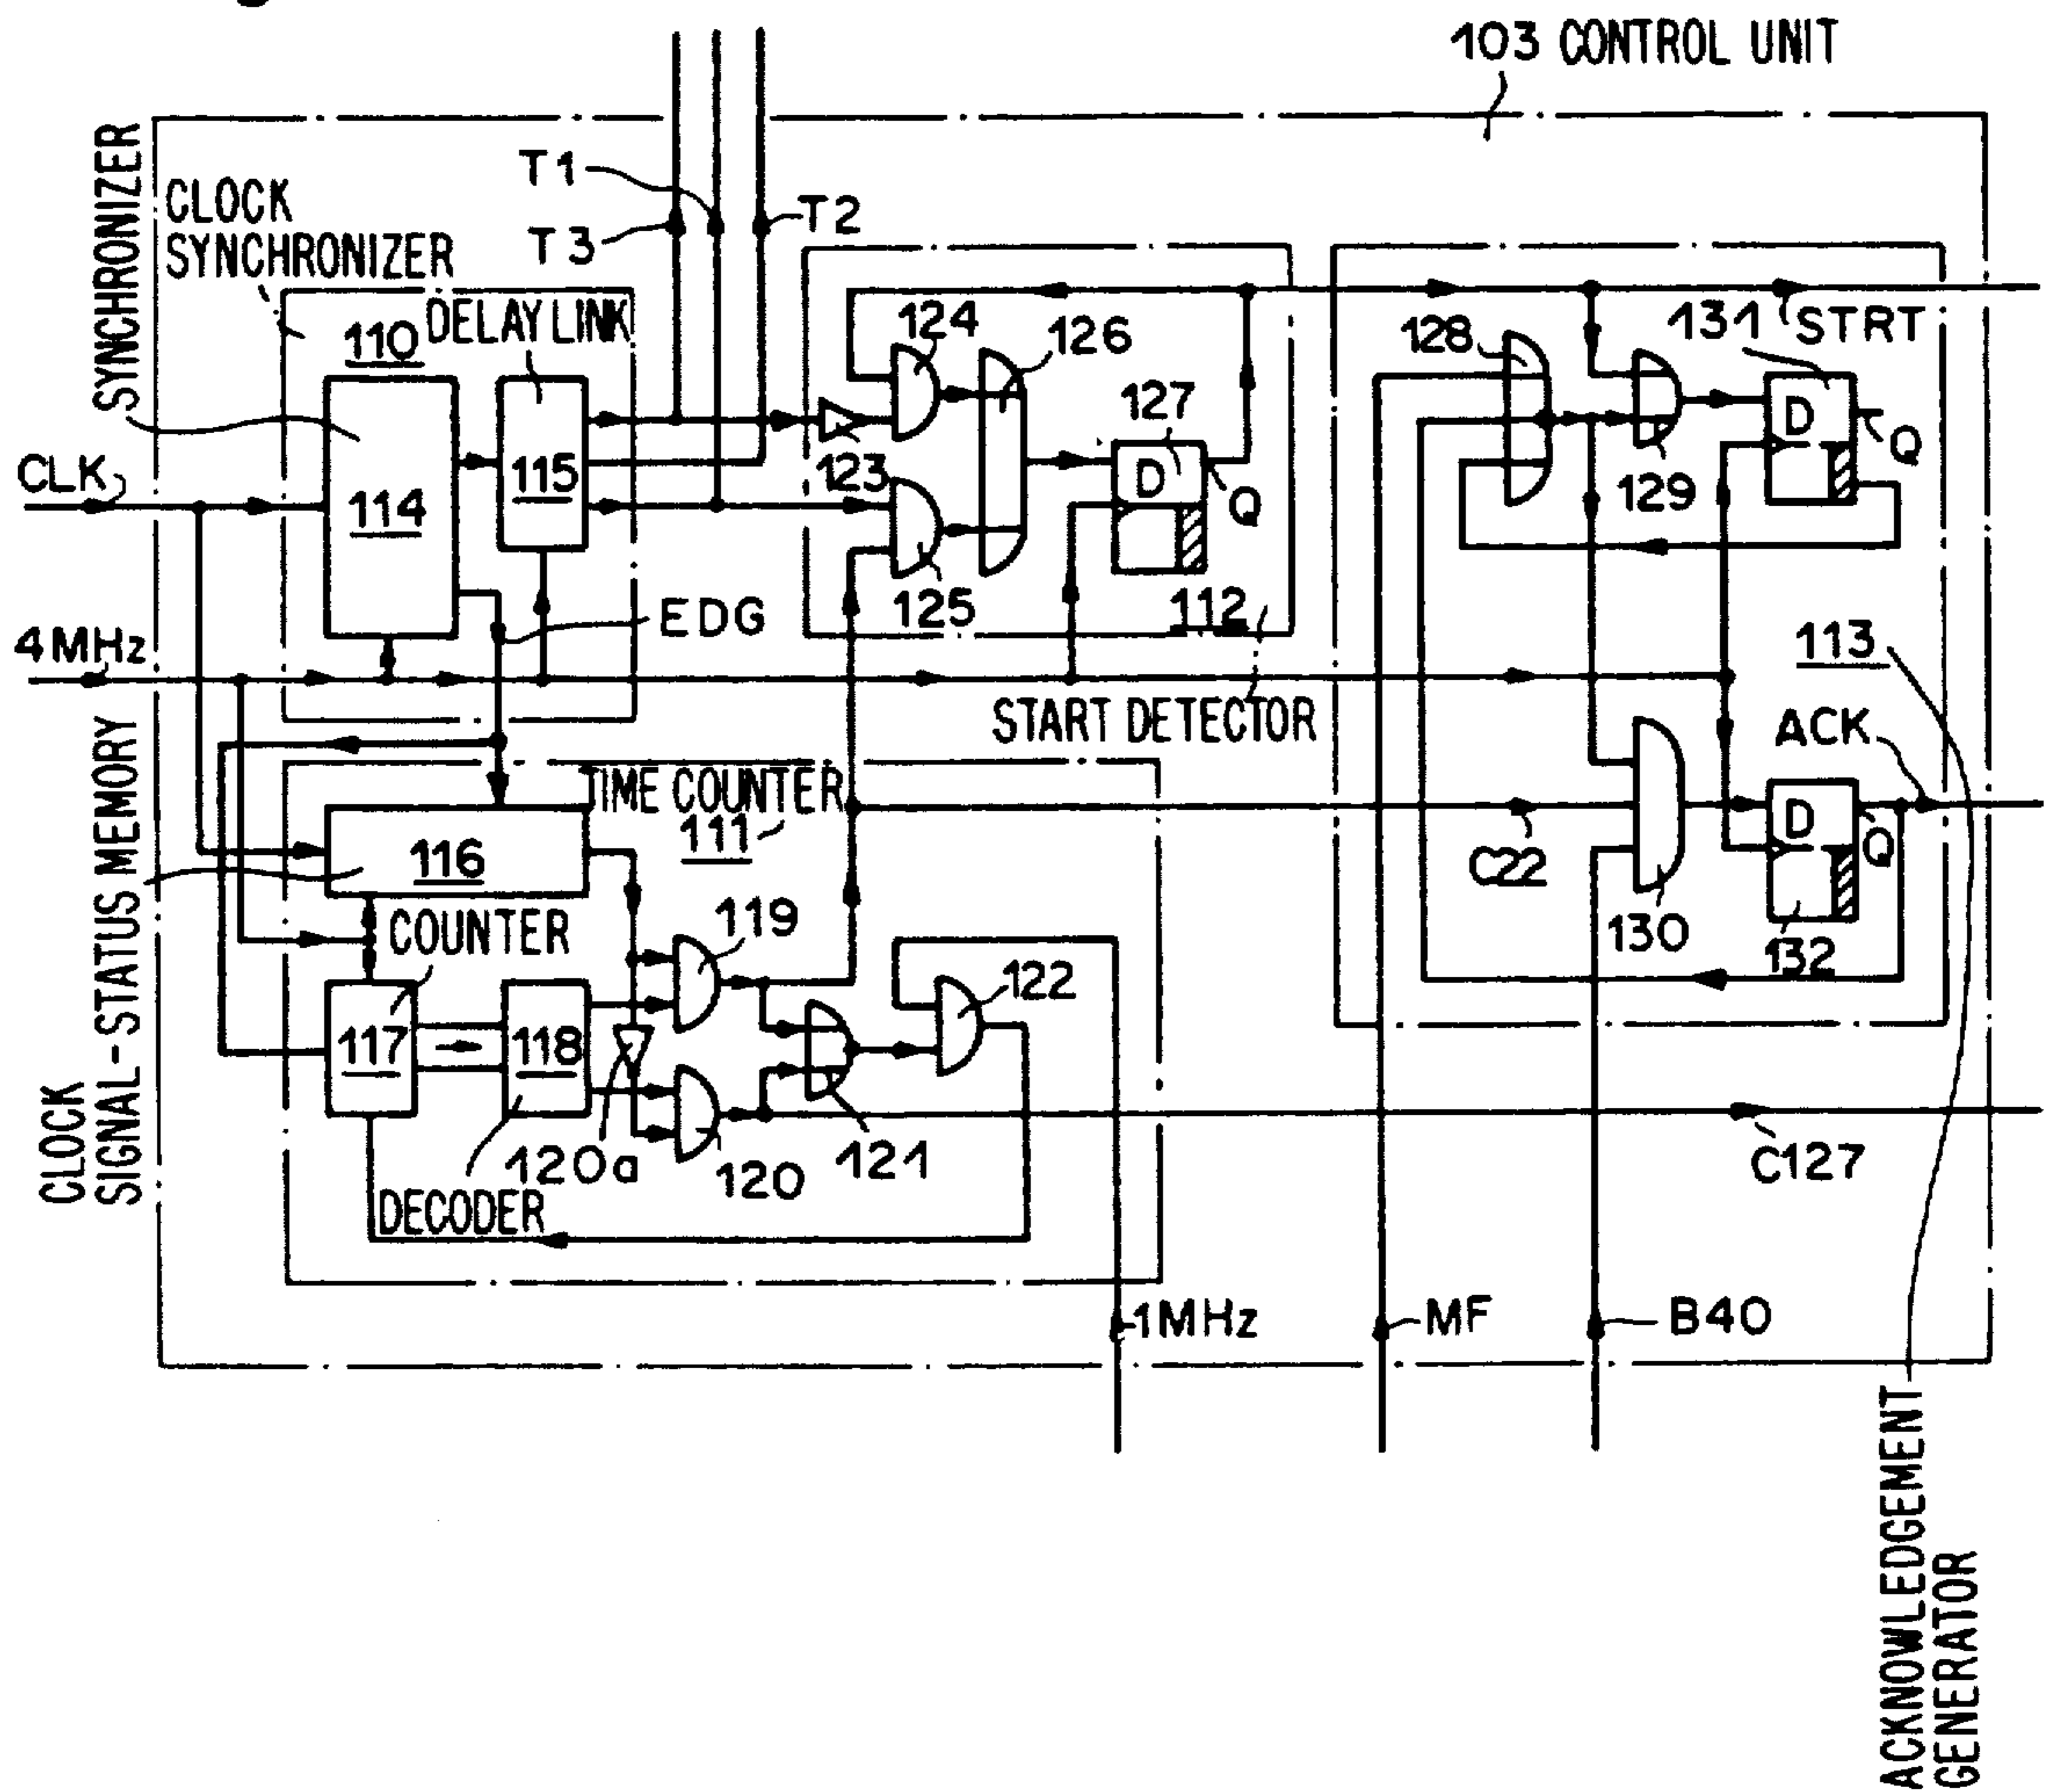 103 CONTROL UNIT
SYNCHRONIZER
CLOCK
SYNCHRONIZER
T1
T3
T2
110
DELAY LINK
114
115
CLK
4MHz
EDG
124
126
123
125
127
D
Q
112
START DETECTOR
128
129
131
STRT
D
Q
113
ACK
C22
130
D
Q
132
CLOCK
SIGNAL-STATUS MEMORY
TIME COUNTER
111
116
COUNTER
119
122
117
118
120a
120
121
DECODER
C127
1MHz
MF
B40
ACKNOWLEDGEMENT
GENERATOR